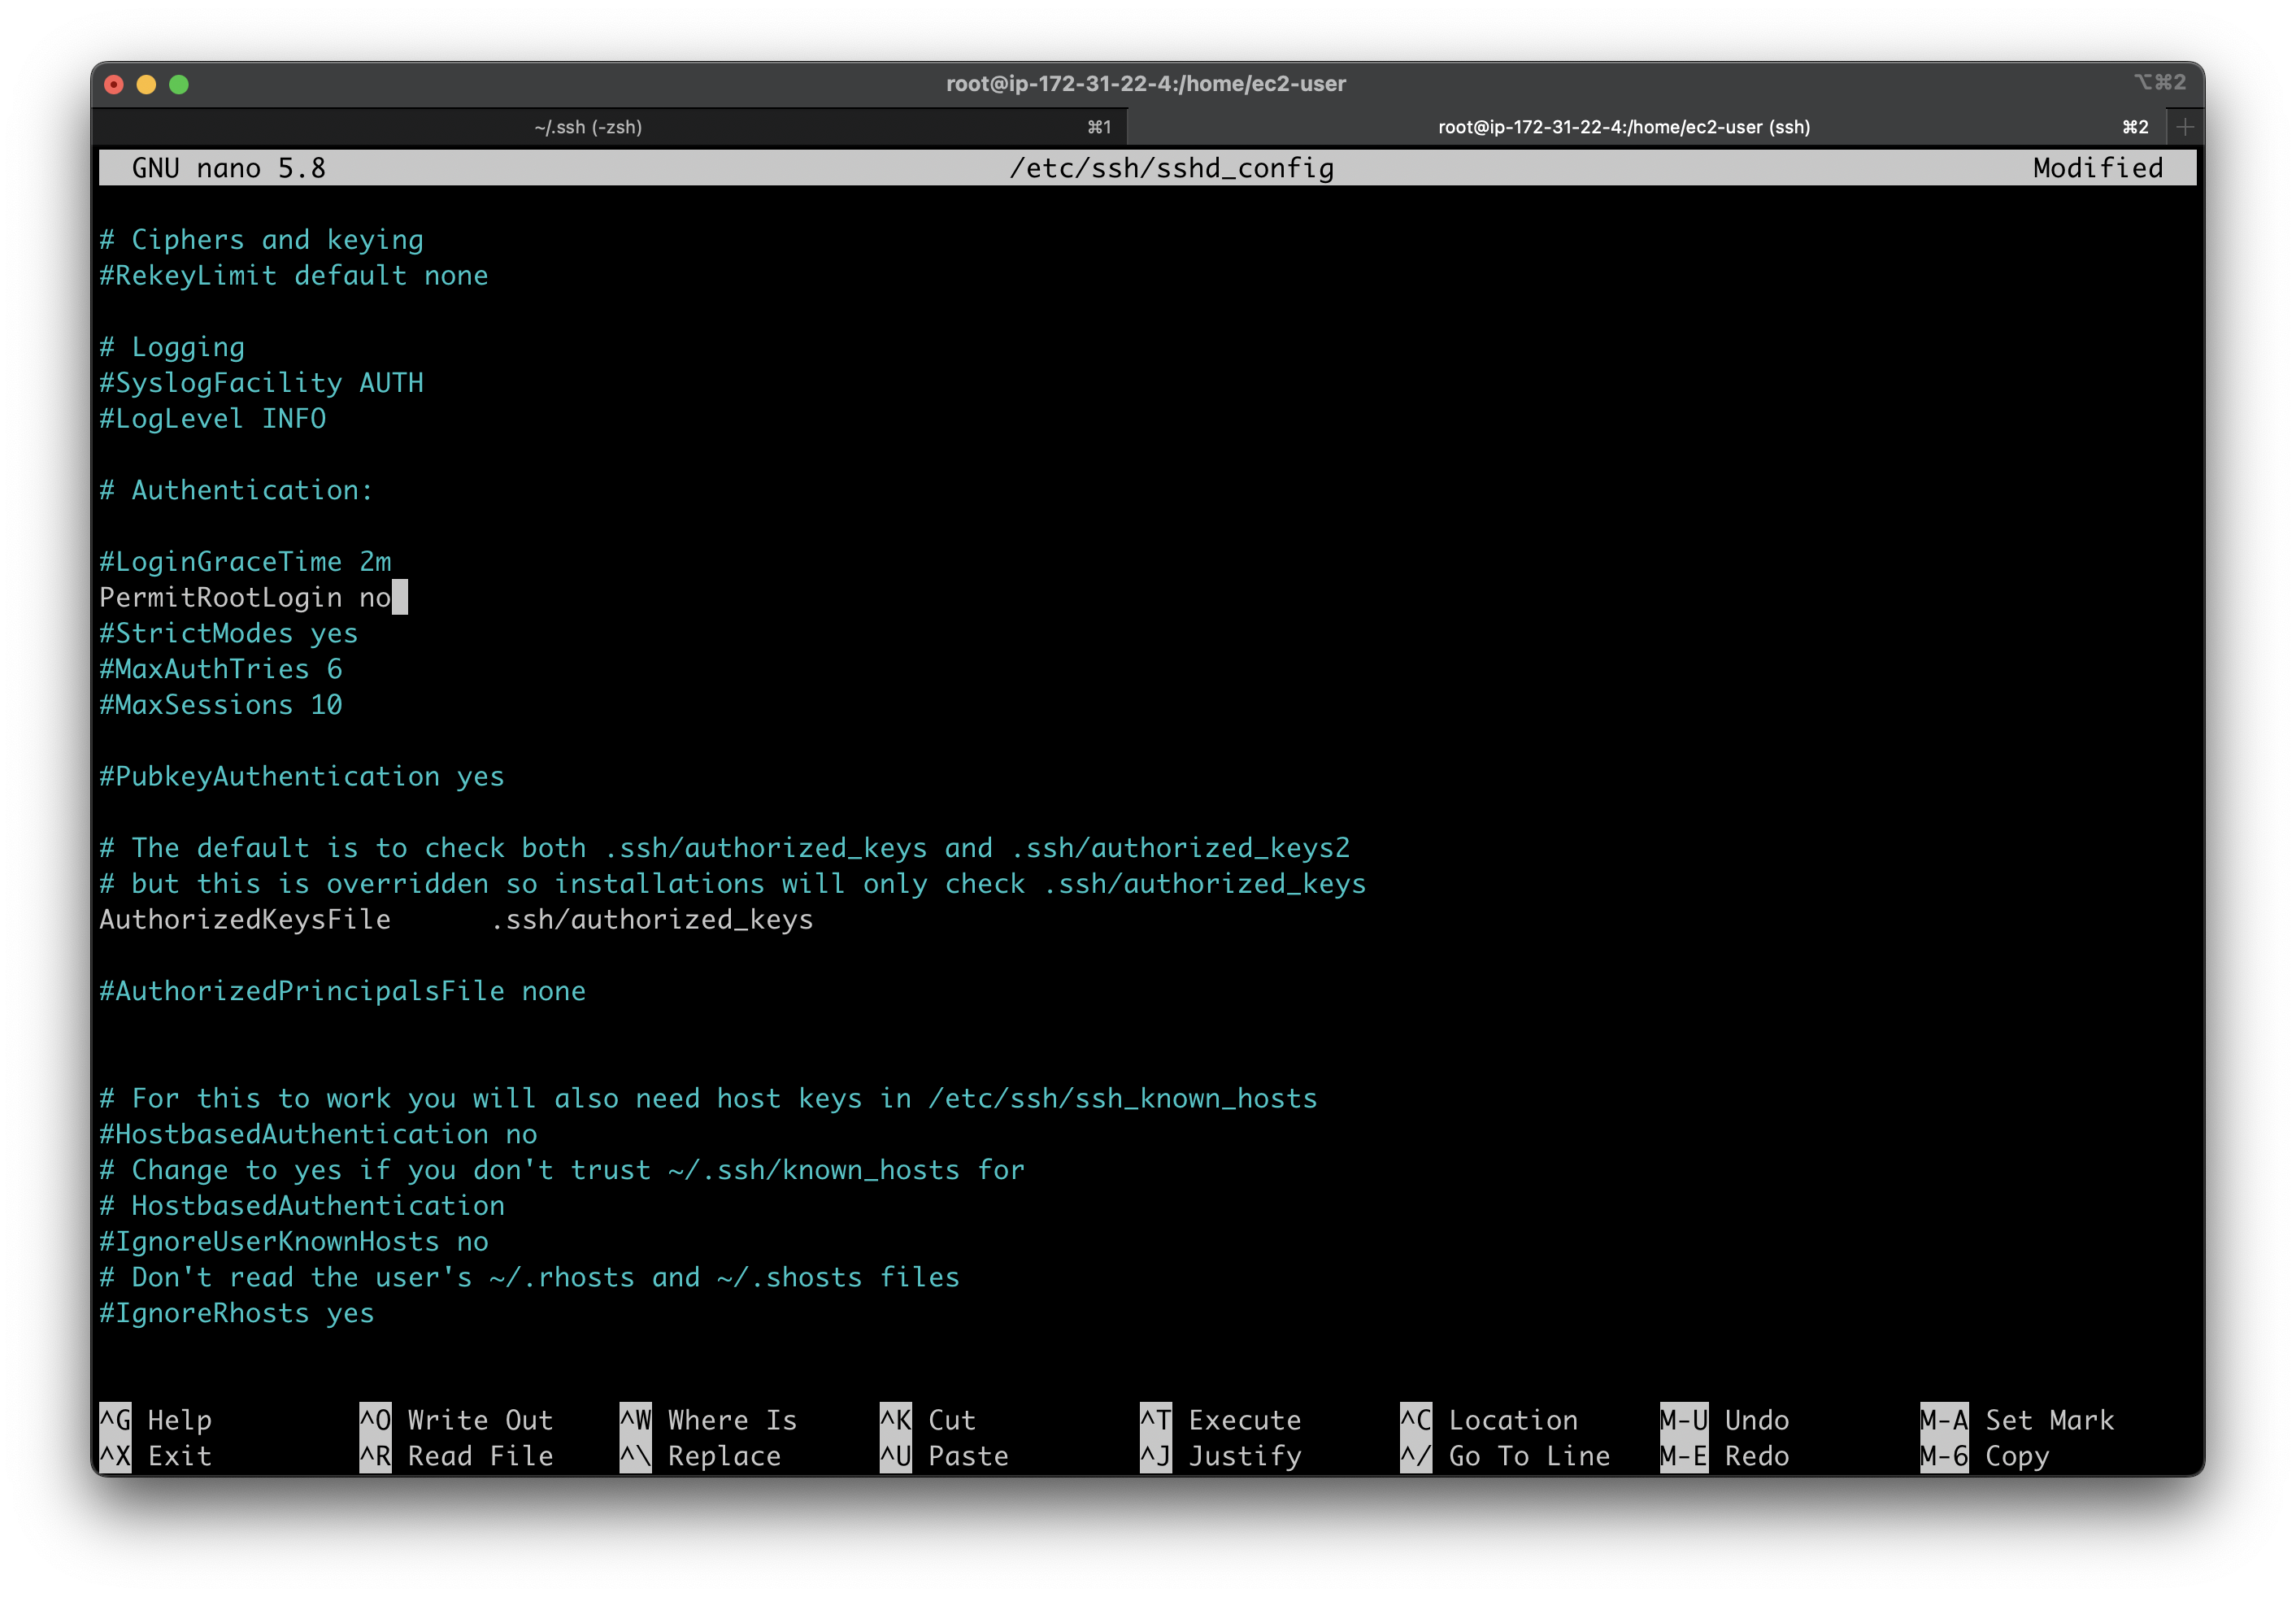 root@ip-172-31-22-4:/home/ec2-user ⌥⌘2
~/.ssh (-zsh) ⌘1 root@ip-172-31-22-4:/home/ec2-user (ssh) ⌘2 +
GNU nano 5.8 /etc/ssh/sshd_config Modified
# Ciphers and keying
#RekeyLimit default none
# Logging
#SyslogFacility AUTH
#LogLevel INFO
# Authentication:
#LoginGraceTime 2m
PermitRootLogin no
#StrictModes yes
#MaxAuthTries 6
#MaxSessions 10
#PubkeyAuthentication yes
# The default is to check both .ssh/authorized_keys and .ssh/authorized_keys2
# but this is overridden so installations will only check .ssh/authorized_keys
AuthorizedKeysFile .ssh/authorized_keys
#AuthorizedPrincipalsFile none
# For this to work you will also need host keys in /etc/ssh/ssh_known_hosts
#HostbasedAuthentication no
# Change to yes if you don't trust ~/.ssh/known_hosts for
# HostbasedAuthentication
#IgnoreUserKnownHosts no
# Don't read the user's ~/.rhosts and ~/.shosts files
#IgnoreRhosts yes
^G Help ^O Write Out ^W Where Is ^K Cut ^T Execute ^C Location M-U Undo M-A Set Mark
^X Exit ^R Read File ^\ Replace ^U Paste ^J Justify ^/ Go To Line M-E Redo M-6 Copy